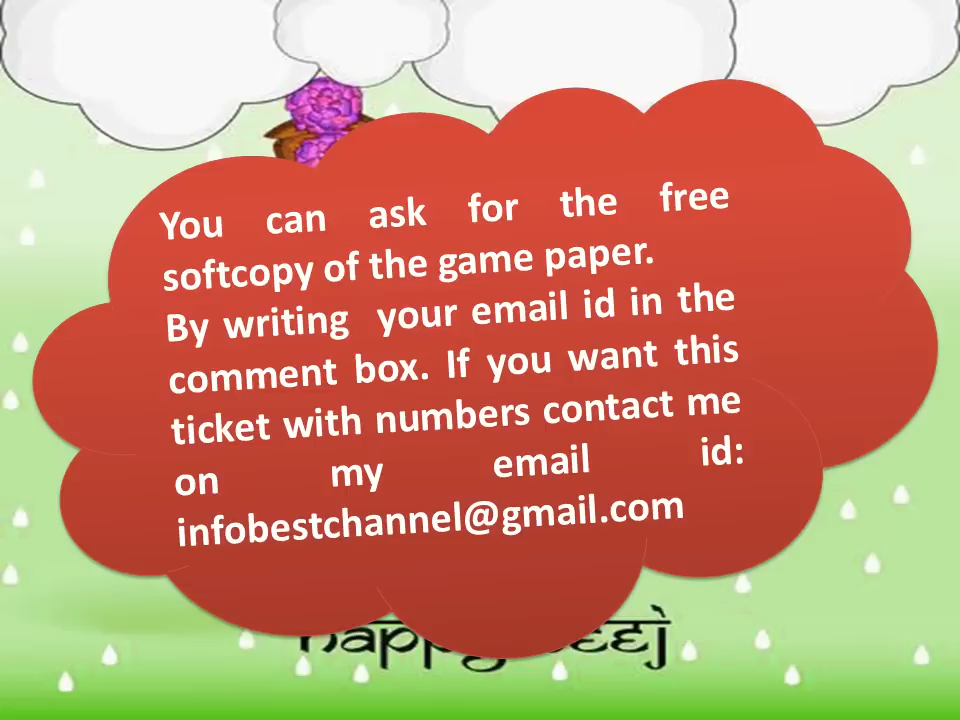 You can ask for the free
softcopy of the game paper.
By writing your email id in the
comment box. If you want this
ticket with numbers contact me
on my email id:
infobestchannel@gmail.com
happy